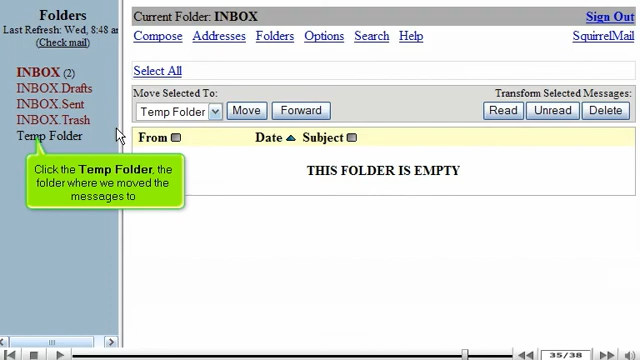 Folders
Last Refresh: Wed, 8:48 am
(Check mail)
INBOX (2)
INBOX.Drafts
INBOX.Sent
INBOX.Trash
Temp Folder
Click the Temp Folder, the
folder where we moved the
messages to
Current Folder: INBOX Sign Out
Compose Addresses Folders Options Search Help SquirrelMail
Select All
Move Selected To: Transform Selected Messages:
Temp Folder Move Forward Read Unread Delete
From Date Subject
THIS FOLDER IS EMPTY
35/38